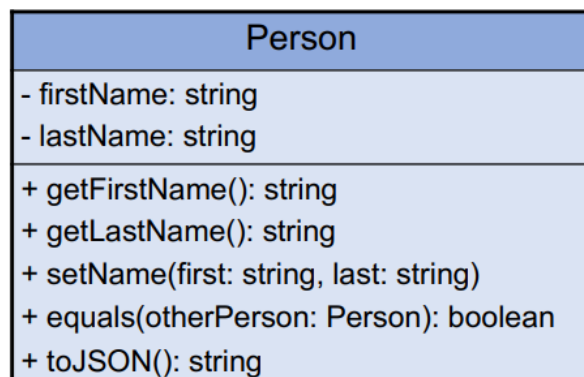 Person
- firstName: string
- lastName: string
+ getFirstName(): string
+ getLastName(): string
+ setName(first: string, last: string)
+ equals(otherPerson: Person): boolean
+ toJSON(): string